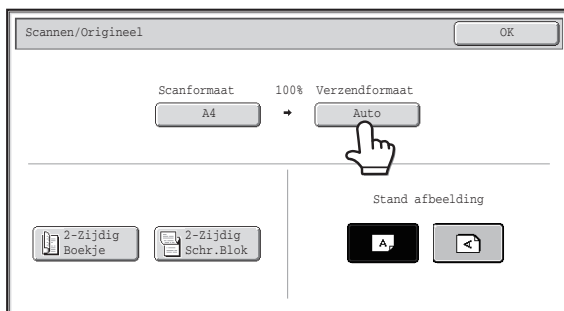 Scannen/Origineel
OK
Scanformaat 100% Verzendformaat
A4 → Auto
Stand afbeelding
2-Zijdig
Boekje
2-Zijdig
Schr.Blok
A
A